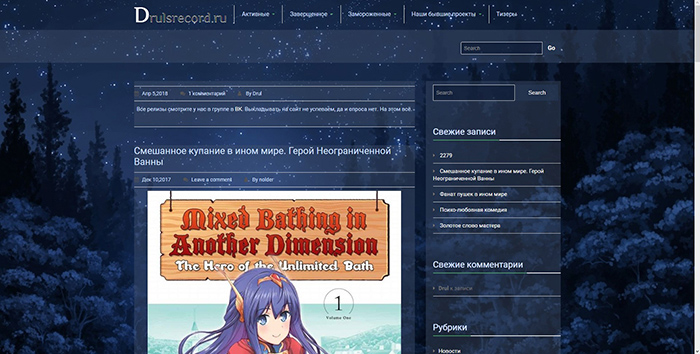 Drulsrecord.ru
Активные
Завершенное
Замороженные
Наши бывшие проекты
Тизеры
Search
Go
Апр 5,2018
1 комментарий
By Drul
Все релизы смотрите у нас в группе в ВК. Выкладывать на сайт не успеваем, да и спроса нет. На этом всё.
Смешанное купание в ином мире. Герой Неограниченной
Ванны
Дек 10,2017
Leave a comment
By nolder
Mixed Bathing in
Another Dimension
The Hero of the Unlimited Bath
1
Volume One
Search
Search
Свежие записи
2279
Смешанное купание в ином мире. Герой
Неограниченной Ванны
Фанат пушек в ином мире
Психо-любовная комедия
Золотое слово мастера
Свежие комментарии
Drul к записи
Рубрики
Новости